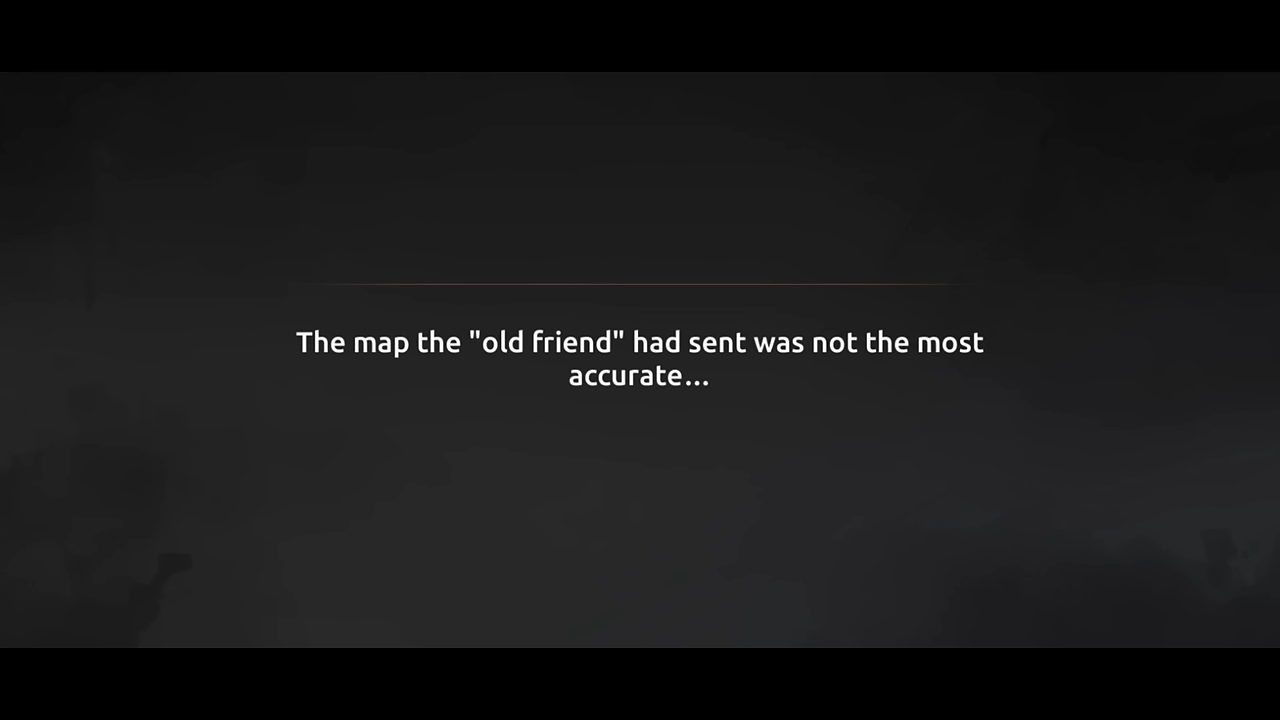 The map the "old friend" had sent was not the most
accurate...